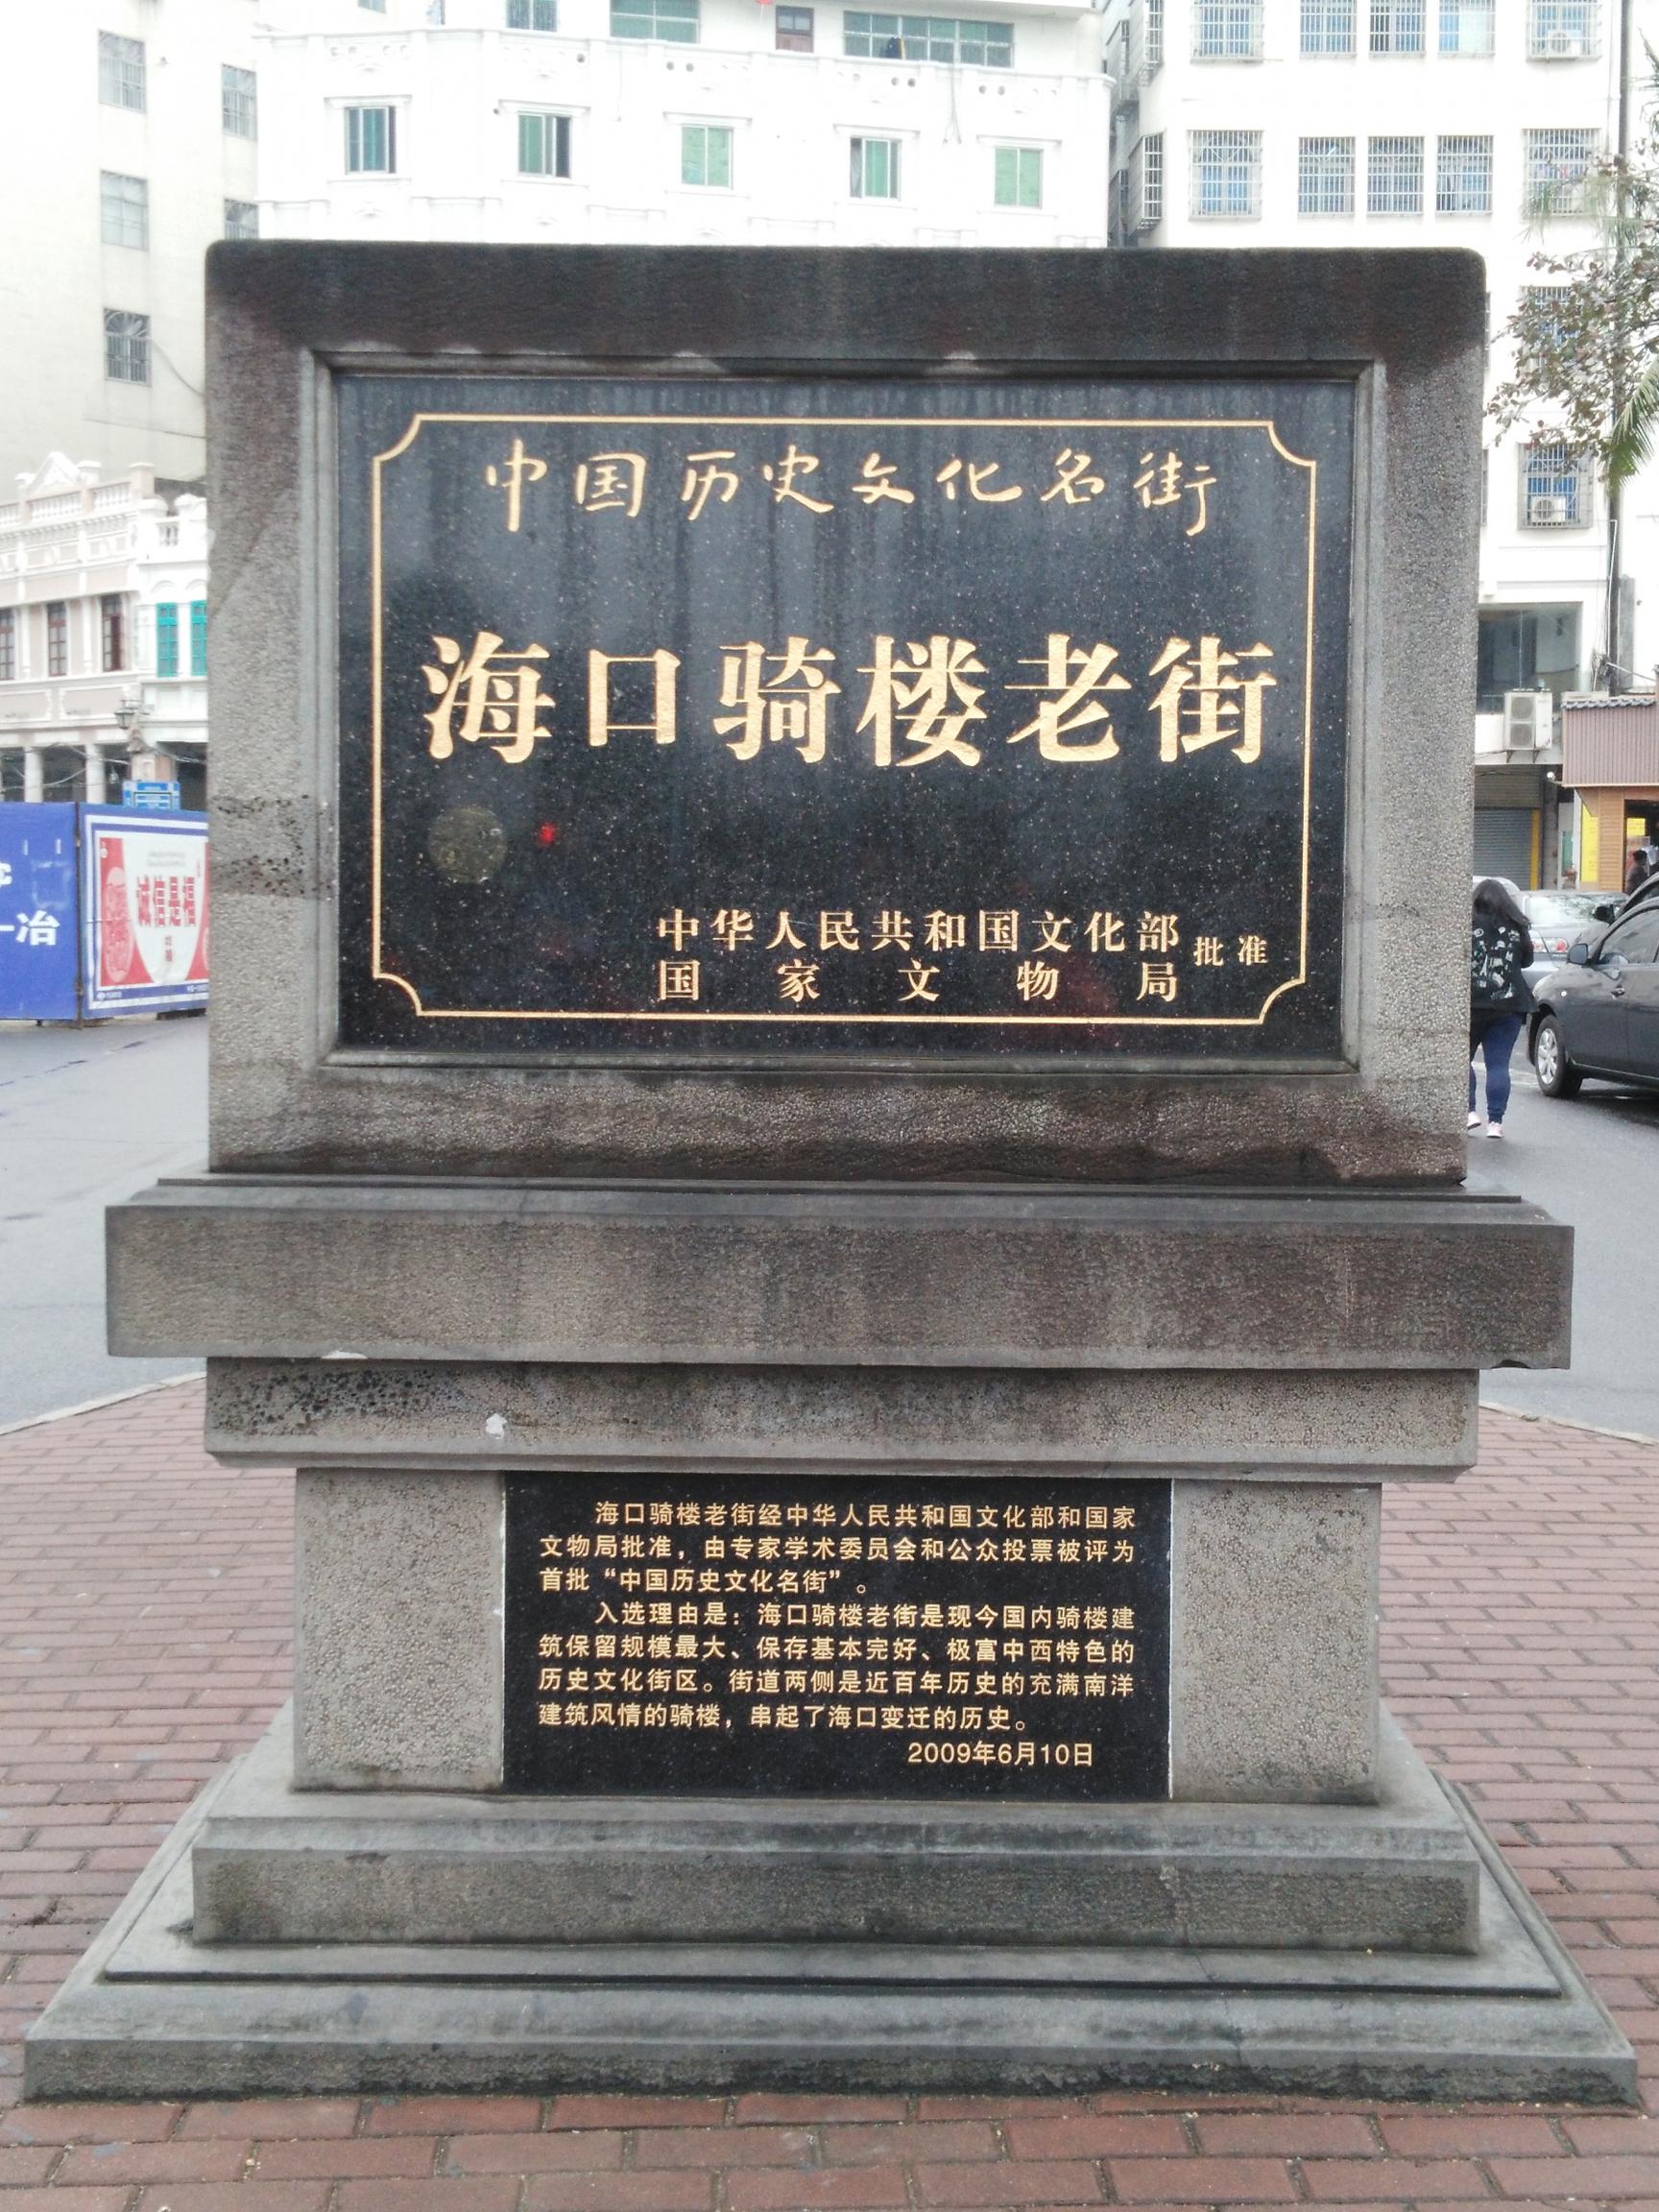 中国历史文化名街
海口骑楼老街
中华人民共和国文化部
国家文物局
批准
海口骑楼老街经中华人民共和国文化部和国家
文物局批准，由专家学术委员会和公众投票被评为
首批“中国历史文化名街”。
入选理由是：海口骑楼老街是现今国内骑楼建
筑保留规模最大、保存基本完好、极富中西特色的
历史文化街区。街道两侧是近百年历史的充满南洋
建筑风情的骑楼，串起了海口变迁的历史。
2009年6月10日
一冶
诚信是福